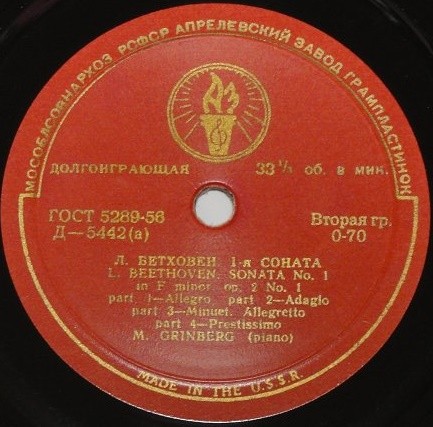 МОСОБЛСОВНАРХОЗ РСФСР АПРЕЛЕВСКИЙ ЗАВОД ГРАМПЛАСТИНОК
ДОЛГОИГРАЮЩАЯ 33⅓ об. в мин.
ГОСТ 5289-56 Вторая гр.
Д—5442(а) 0-70
Л. БЕТХОВЕН. 1-я СОНАТА
L. BEETHOVEN. SONATA No. 1
in F minor op. 2 No. 1
part 1—Allegro, part 2—Adagio
part 3—Minuet. Allegretto
part 4—Prestissimo
M. GRINBERG (piano)
MADE IN THE U.S.S.R.